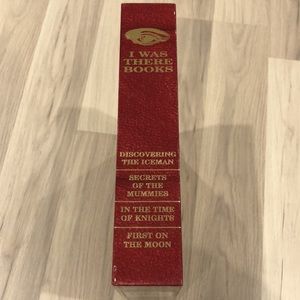 I WAS
THERE
BOOKS
DISCOVERING
THE ICEMAN
SECRETS
OF THE
MUMMIES
IN THE TIME
OF KNIGHTS
FIRST ON
THE MOON